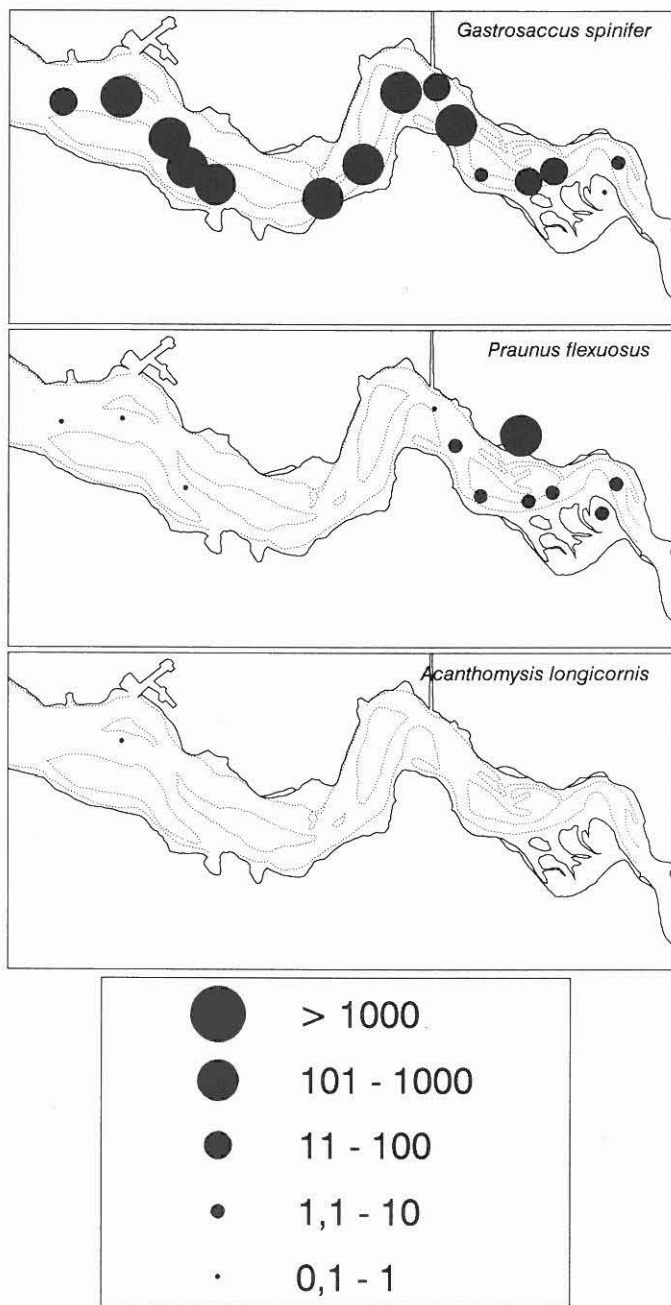 Gastrosaccus spinifer
Praunus flexuosus
Acanthomysis longicornis
> 1000
101 - 1000
11 - 100
1,1 - 10
0,1 - 1